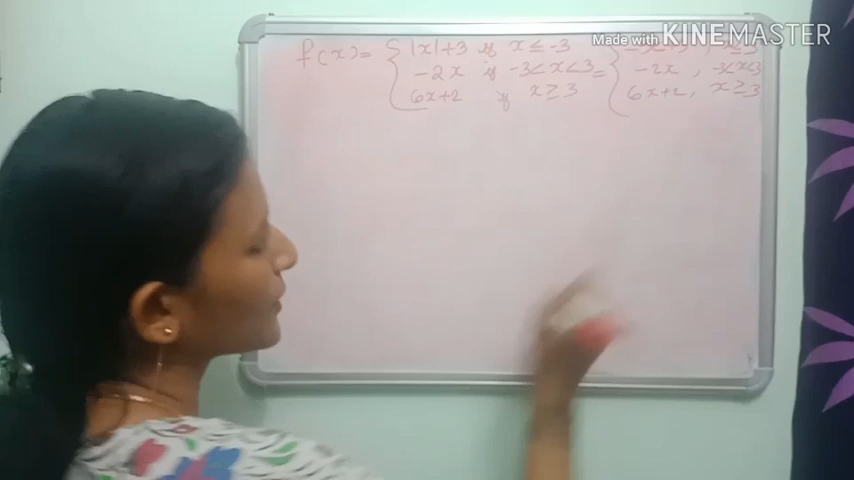 Made with KINEMASTER
f(x) = { |x|+3 if x ≤ -3
-2x if -3<x<3 = { -2x , -3<x<3
6x+2 if x ≥ 3 6x+2, x ≥ 3